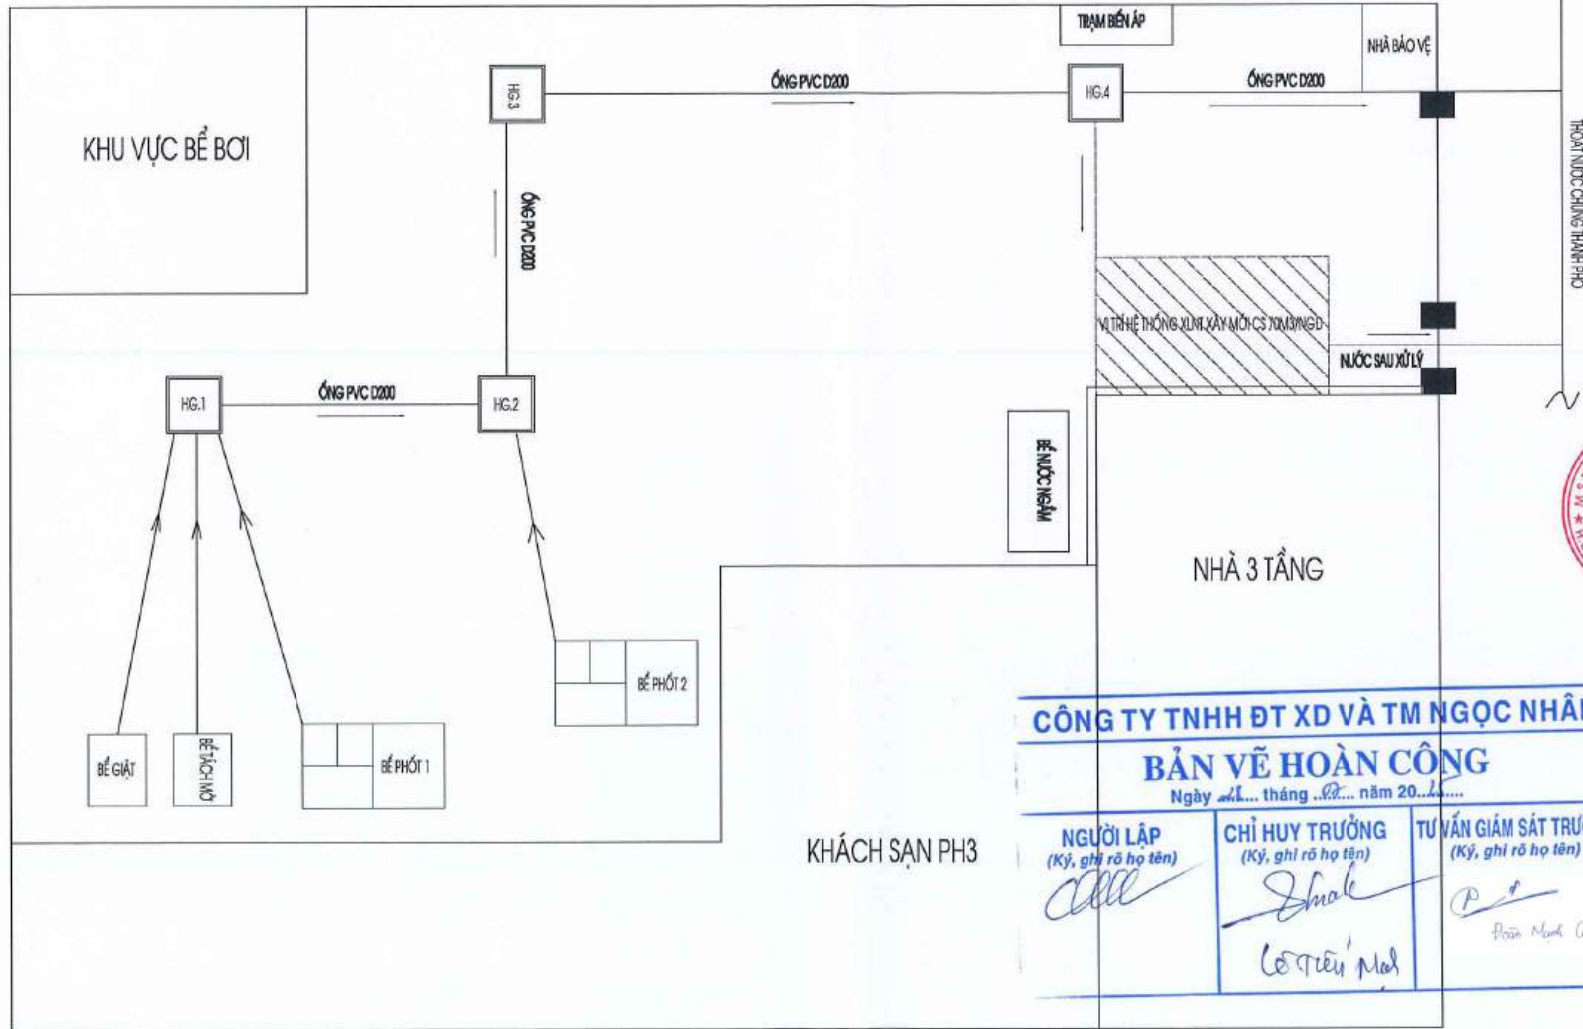 TRẠM BIẾN ÁP
NHÀ BẢO VỆ
HG.3
ỐNG PVC D200
HG.4
ỐNG PVC D200
KHU VỰC BỂ BƠI
THOÁT NƯỚC CHUNG THÀNH PHỐ
ỐNG PVC D200
VỊ TRÍ HỆ THỐNG XLNT XÂY MỚI CS 70M3/NGD
NƯỚC SAU XỬ LÝ
HG.1
ỐNG PVC D200
HG.2
BỂ NƯỚC NGẦM
NHÀ 3 TẦNG
BỂ PHỐT 2
BỂ GIẶT
BỂ TÁCH MỠ
BỂ PHỐT 1
KHÁCH SẠN PH3
CÔNG TY TNHH ĐT XD VÀ TM NGỌC NHÂN
BẢN VẼ HOÀN CÔNG
Ngày ... tháng ... năm 20...
NGƯỜI LẬP
(Ký, ghi rõ họ tên)
CHỈ HUY TRƯỞNG
(Ký, ghi rõ họ tên)
TƯ VẤN GIÁM SÁT TRƯ
(Ký, ghi rõ họ tên)